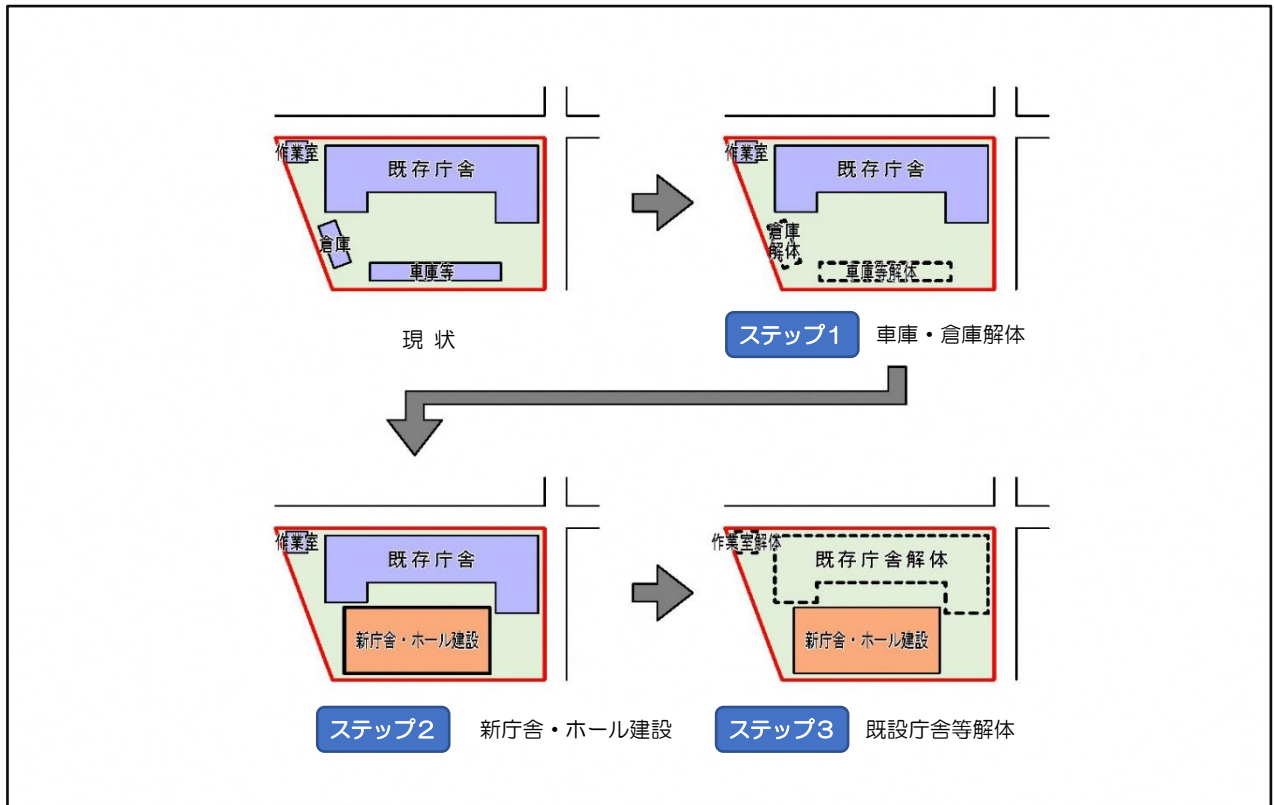 作業室
既存庁舎
倉庫
車庫等
現 状
作業室
既存庁舎
倉庫
解体
車庫等解体
ステップ1 車庫・倉庫解体
作業室
既存庁舎
新庁舎・ホール建設
ステップ2 新庁舎・ホール建設
作業室解体
既存庁舎解体
新庁舎・ホール建設
ステップ3 既設庁舎等解体